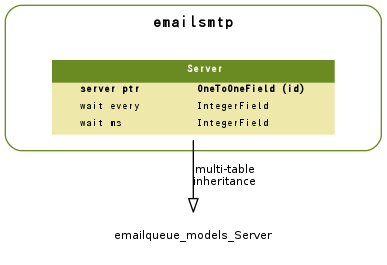 emailsmtp
Server
server ptr OneToOneField (id)
wait every IntegerField
wait ms IntegerField
multi-table
inheritance
emailqueue_models_Server